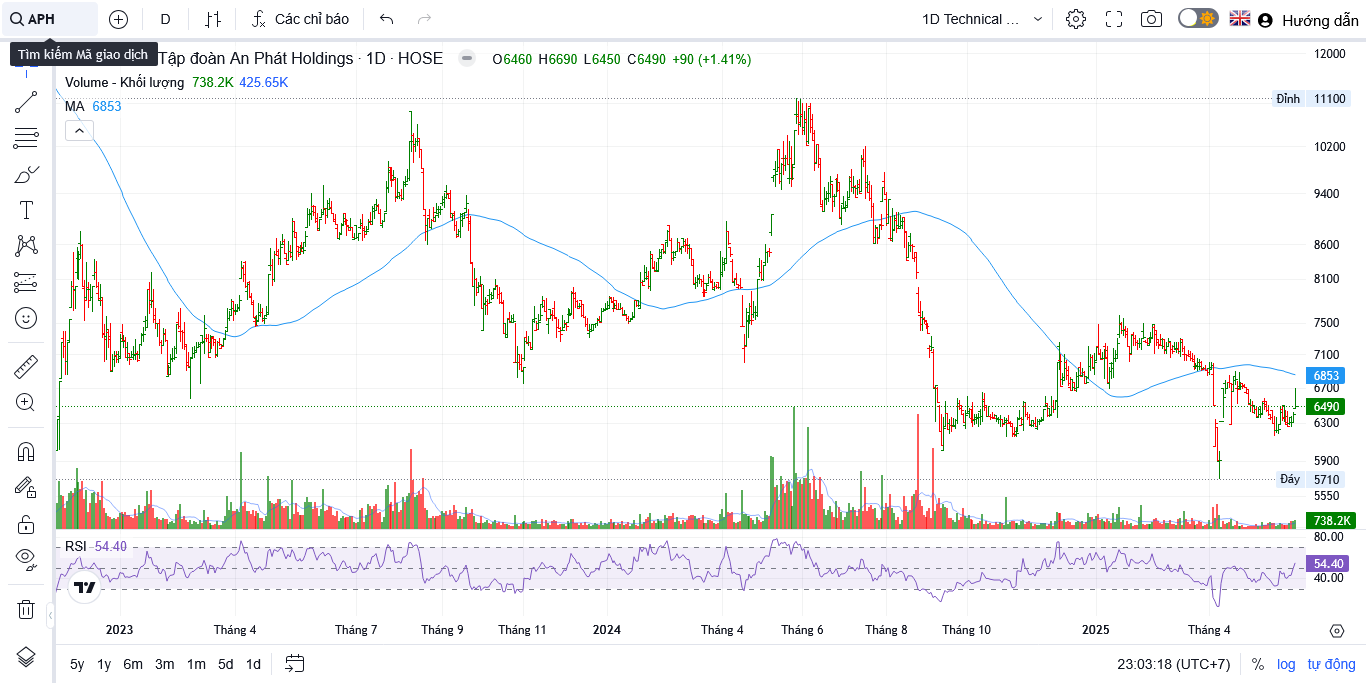 APH D Các chỉ báo 1D Technical ... Hướng dẫn
Tìm kiếm Mã giao dịch
Tập đoàn An Phát Holdings · 1D · HOSE O6460 H6690 L6450 C6490 +90 (+1.41%)
Volume - Khối lượng 738.2K 425.65K
MA 6853
12000
Đỉnh 11100
10200
9400
8600
8100
7500
7100
6853
6700
6490
6300
5900
Đáy 5710
5550
738.2K
80.00
RSI 54.40
54.40
40.00
2023 Tháng 4 Tháng 7 Tháng 9 Tháng 11 2024 Tháng 4 Tháng 6 Tháng 8 Tháng 10 2025 Tháng 4
5y 1y 6m 3m 1m 5d 1d 23:03:18 (UTC+7) % log tự động